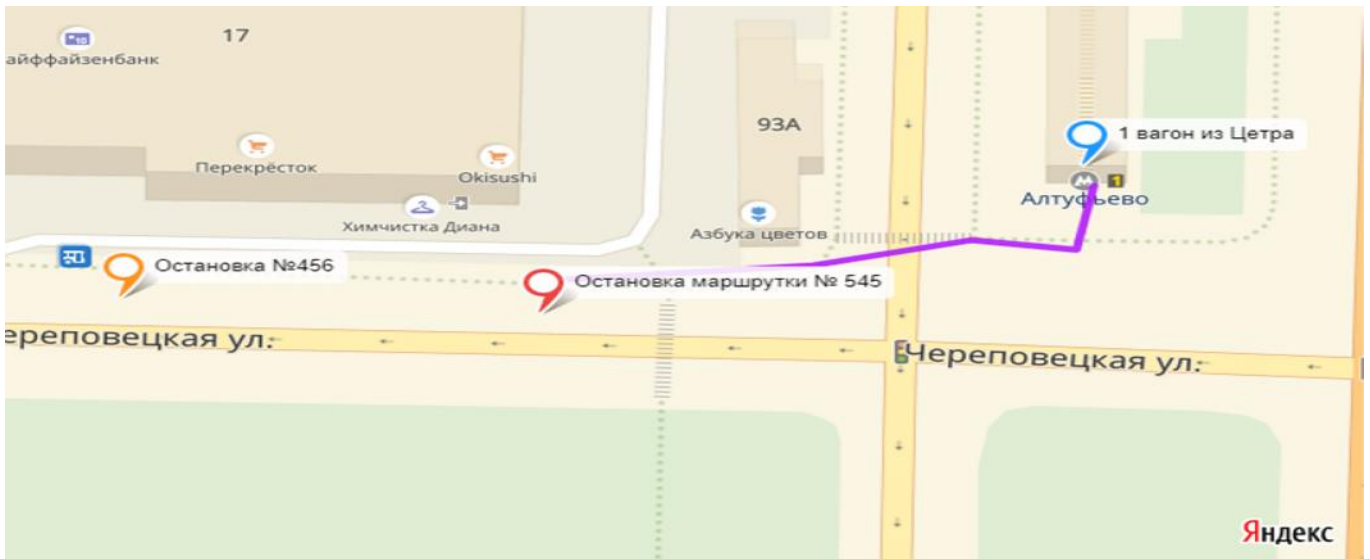 17
айффайзенбанк
10
Перекрёсток
Okisushi
Химчистка Диана
93А
Азбука цветов
1 вагон из Цетра
М 1
Алтуфьево
Остановка №456
Остановка маршрутки № 545
ереповецкая ул.
Череповецкая ул.
Яндекс